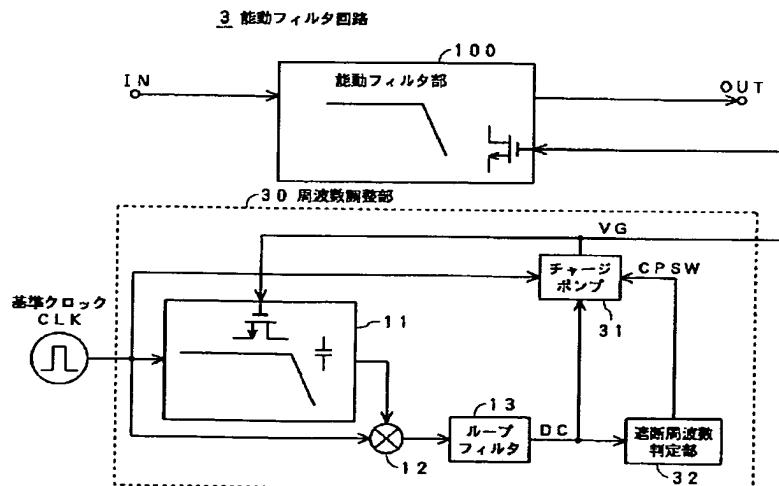 3 能動フィルタ回路
100
IN
能動フィルタ部
OUT
30 周波数調整部
VG
チャージ
ポンプ
CPSW
31
基準クロック
CLK
11
13
ループ
フィルタ
DC
遮断周波数
判定部
12
32